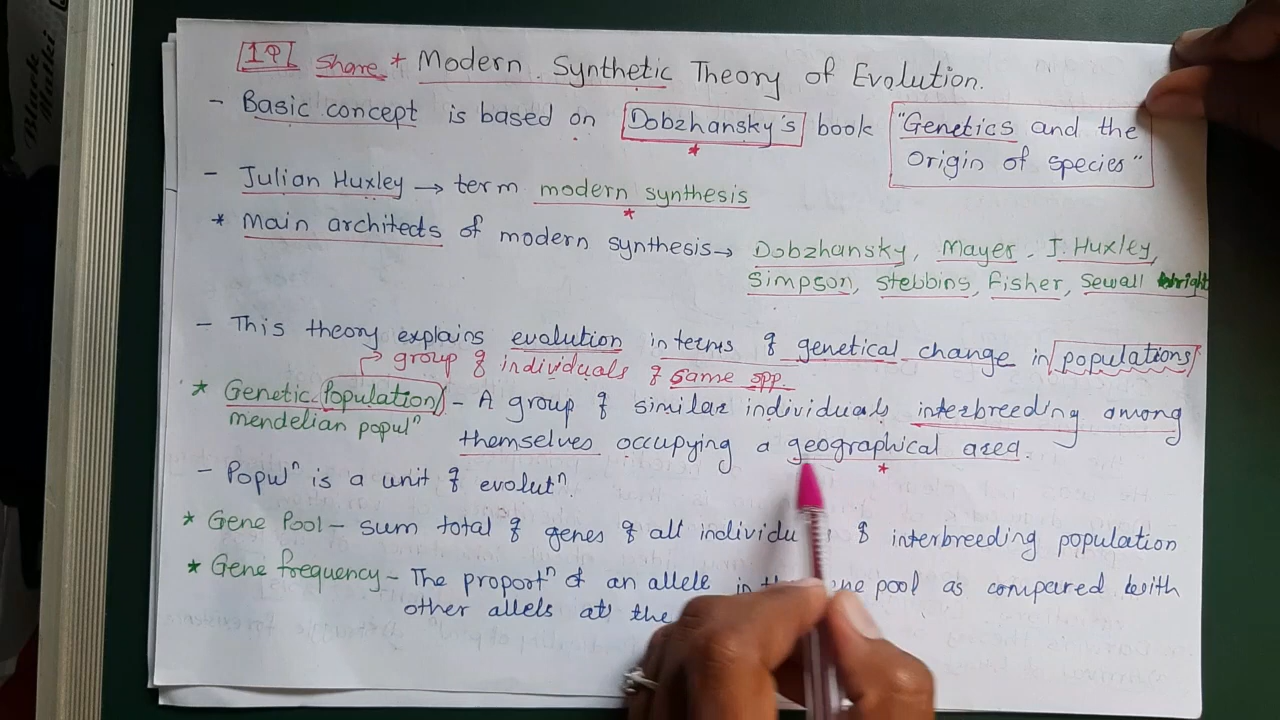 19 Share * Modern Synthetic Theory of Evolution.
- Basic concept is based on Dobzhansky's book "Genetics and the
Origin of species"
- Julian Huxley → term modern synthesis
*
* Main architects of modern synthesis → Dobzhansky, Mayer, J. Huxley,
Simpson, Stebbins, Fisher, Sewall wright
- This theory explains evolution in terms of genetical change in populations
→ group of individuals of same spp.
* Genetic Population/ - A group of similar individuals interbreeding among
mendelian populⁿ themselves occupying a geographical area.
*
- Populⁿ is a unit of evolutⁿ.
* Gene Pool - sum total of genes of all individu of interbreeding population
* Gene frequency - The proportⁿ of an allele in pool as compared with
other allels at the
Black